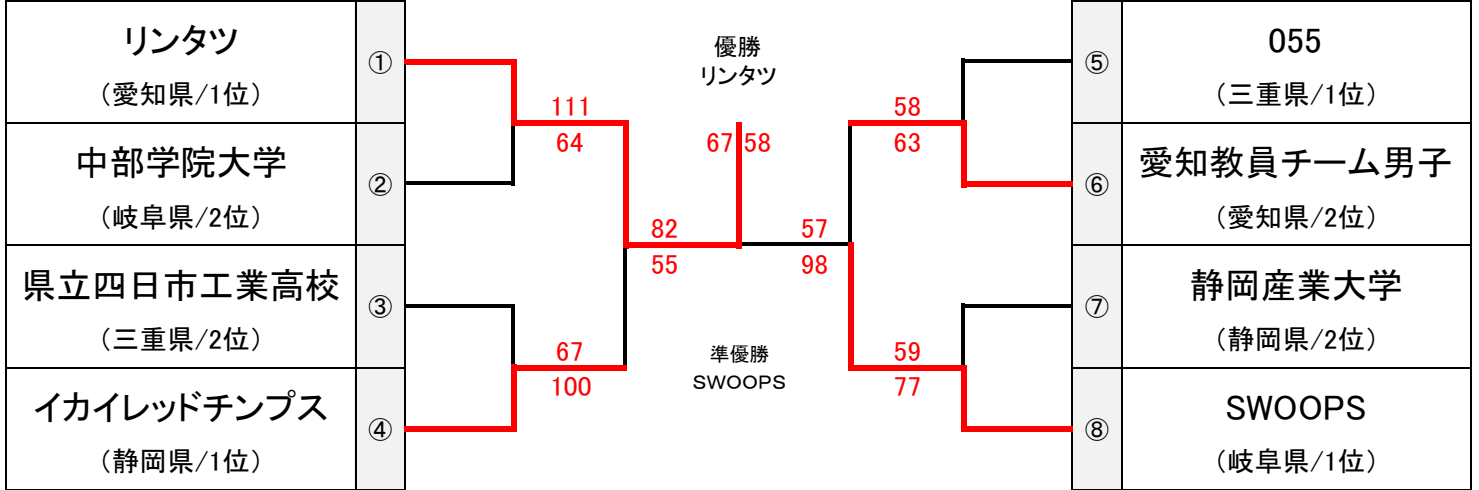 リンタツ
（愛知県/1位）
①
中部学院大学
（岐阜県/2位）
②
県立四日市工業高校
（三重県/2位）
③
イカイレッドチンプス
（静岡県/1位）
④
111
64
67
100
82
55
優勝
リンタツ
67 58
準優勝
SWOOPS
57
98
58
63
59
77
⑤
055
（三重県/1位）
⑥
愛知教員チーム男子
（愛知県/2位）
⑦
静岡産業大学
（静岡県/2位）
⑧
SWOOPS
（岐阜県/1位）